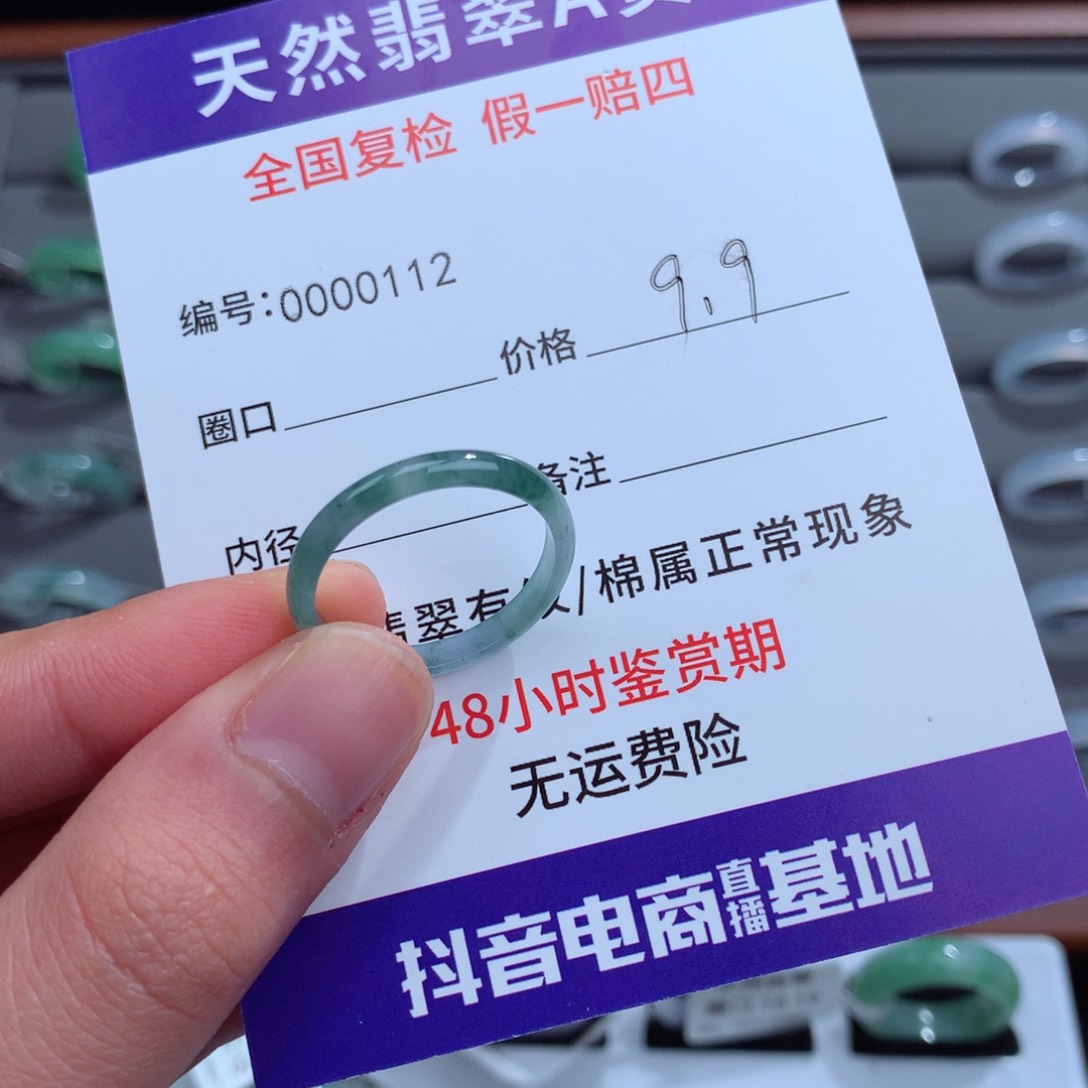 天然翡翠A货
全国复检 假一赔四
编号:0000112
价格 9.9
圈口
备注
内径
翡翠有纹/棉属正常现象
48小时鉴赏期
无运费险
抖音电商直播基地